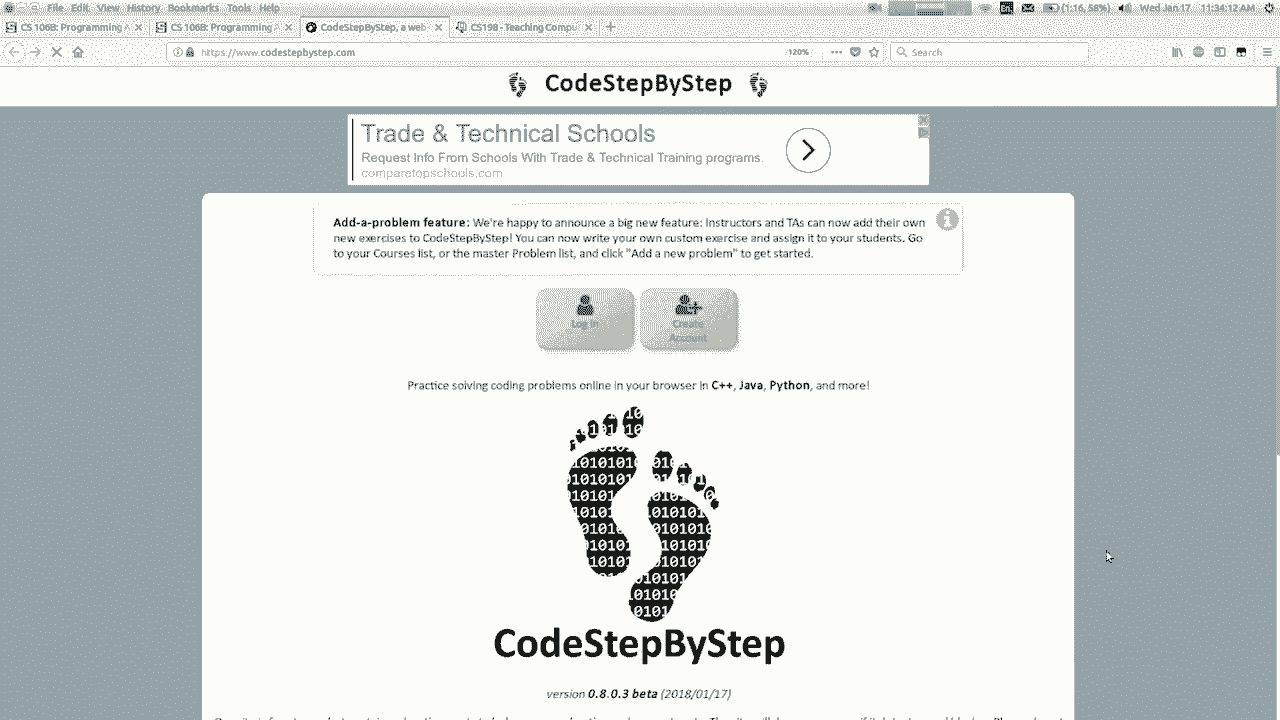 File Edit View History Bookmarks Tools Help
(1:16, 58%) Wed Jan 17 11:34:12 AM
CS 106B: Programming A
CS 106B: Programming A
CodeStepByStep, a web-
CS198 - Teaching Compu
https://www.codestepbystep.com
120%
Search
CodeStepByStep
Trade & Technical Schools
Request Info From Schools With Trade & Technical Training programs.
comparetopschools.com
Add-a-problem feature: We're happy to announce a big new feature: Instructors and TAs can now add their own
new exercises to CodeStepByStep! You can now write your own custom exercise and assign it to your students. Go
to your Courses list, or the master Problem list, and click "Add a new problem" to get started.
Log In
Create
Account
Practice solving coding problems online in your browser in C++, Java, Python, and more!
CodeStepByStep
version 0.8.0.3 beta (2018/01/17)